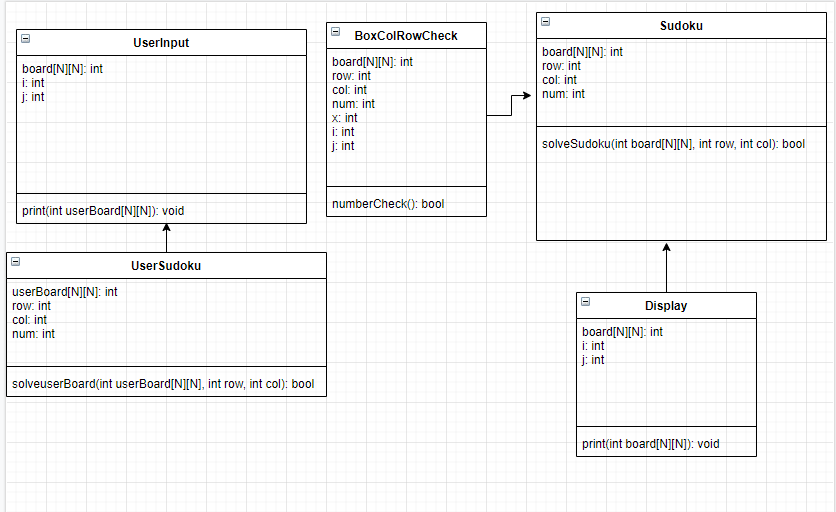 UserInput
board[N][N]: int
i: int
j: int
print(int userBoard[N][N]): void
BoxColRowCheck
board[N][N]: int
row: int
col: int
num: int
x: int
i: int
j: int
numberCheck(): bool
Sudoku
board[N][N]: int
row: int
col: int
num: int
solveSudoku(int board[N][N], int row, int col): bool
UserSudoku
userBoard[N][N]: int
row: int
col: int
num: int
solveuserBoard(int userBoard[N][N], int row, int col): bool
Display
board[N][N]: int
i: int
j: int
print(int board[N][N]): void